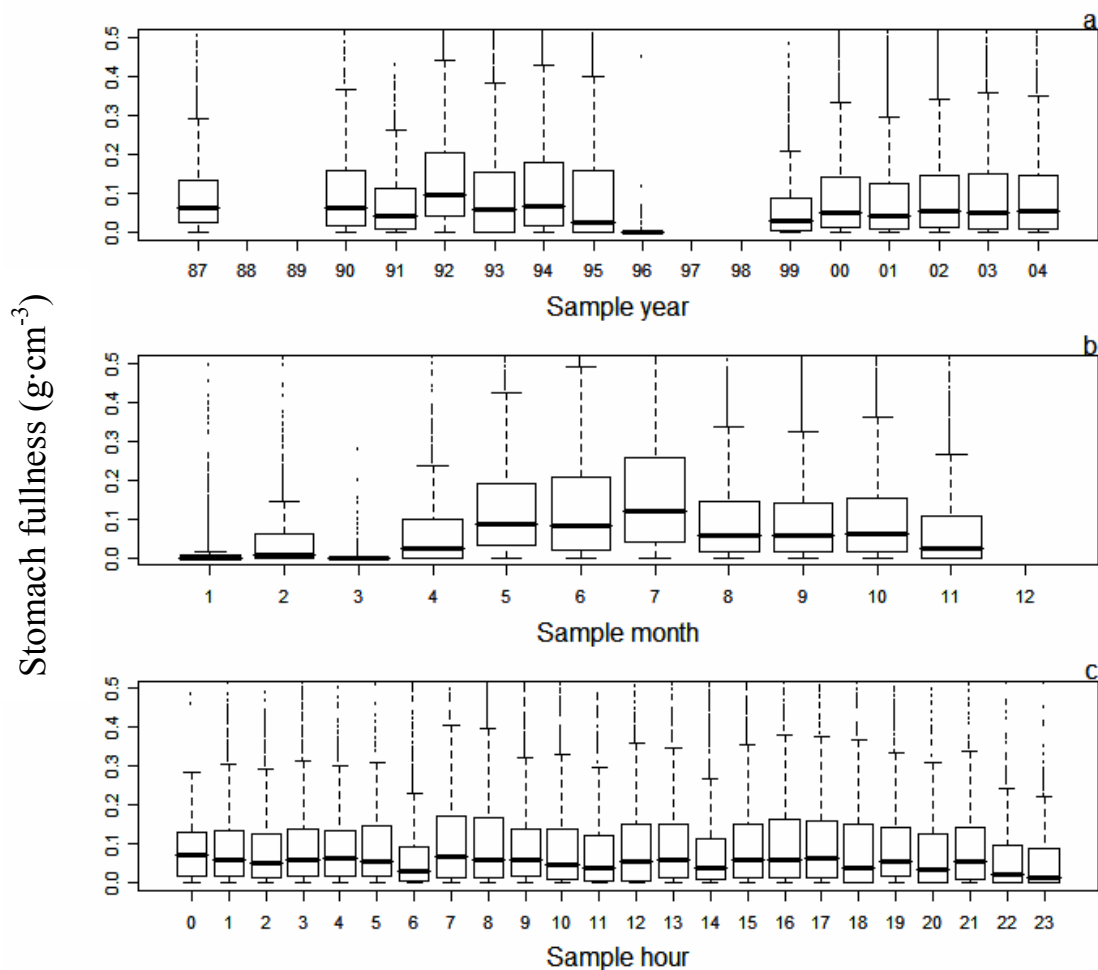 Stomach fullness (g·cm-3)
a
0.5
0.4
0.3
0.2
0.1
0.0
87 88 89 90 91 92 93 94 95 96 97 98 99 00 01 02 03 04
Sample year
b
0.5
0.4
0.3
0.2
0.1
0.0
1 2 3 4 5 6 7 8 9 10 11 12
Sample month
c
0.5
0.4
0.3
0.2
0.1
0.0
0 1 2 3 4 5 6 7 8 9 10 11 12 13 14 15 16 17 18 19 20 21 22 23
Sample hour